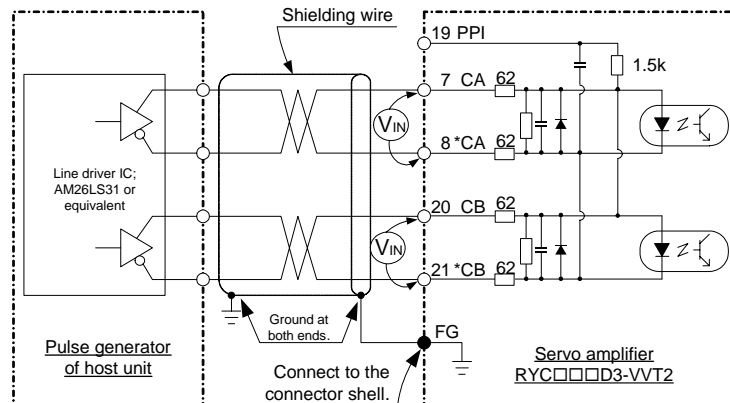 Shielding wire
19 PPI
1.5k
7 CA 62
VIN
8 *CA 62
Line driver IC;
AM26LS31 or
equivalent
20 CB 62
VIN
21 *CB 62
Ground at
both ends.
FG
Pulse generator
of host unit
Connect to the
connector shell.
Servo amplifier
RYC□□□D3-VVT2